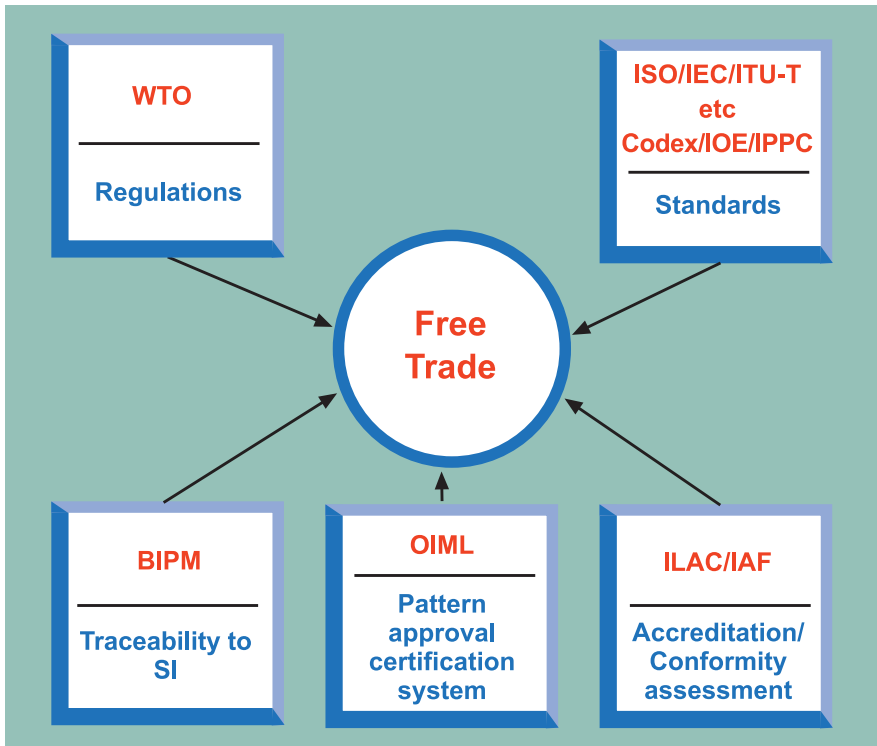 WTO
Regulations
ISO/IEC/ITU-T
etc
Codex/IOE/IPPC
Standards
Free
Trade
BIPM
Traceability to
SI
OIML
Pattern
approval
certification
system
ILAC/IAF
Accreditation/
Conformity
assessment